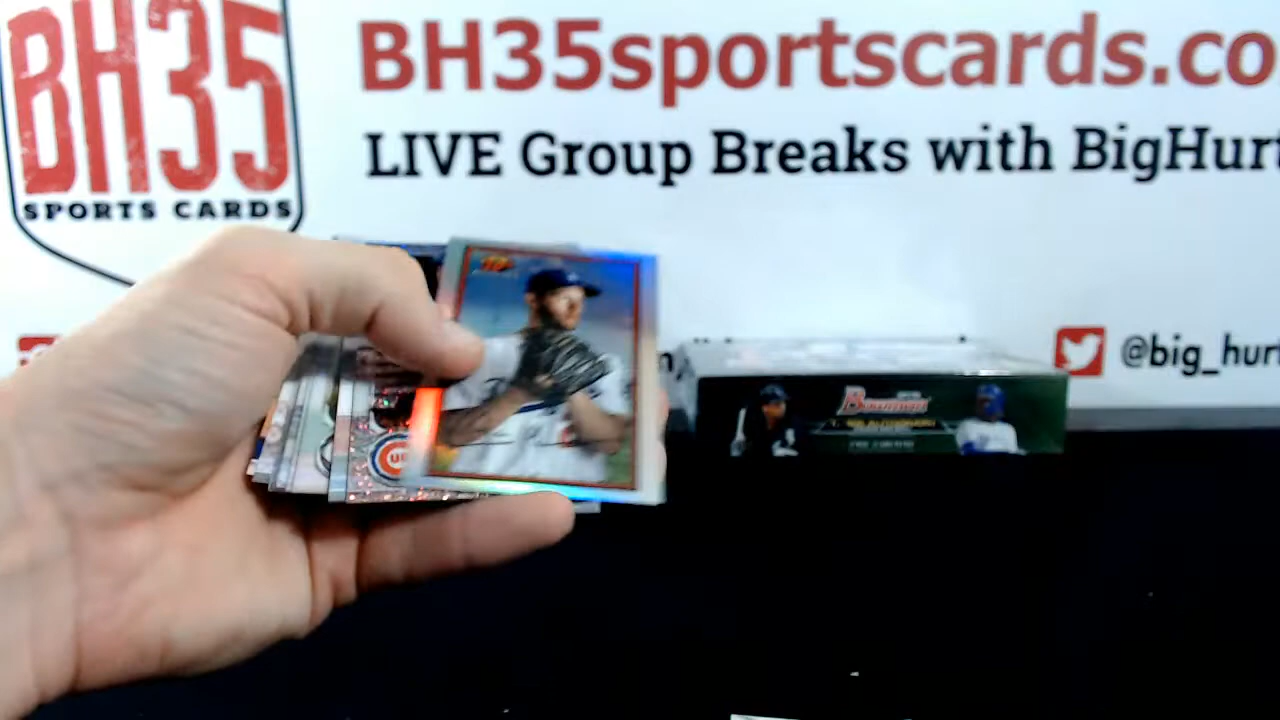 BH35
SPORTS CARDS
BH35sportscards.co
LIVE Group Breaks with BigHurt
@big_hurt
Bowman